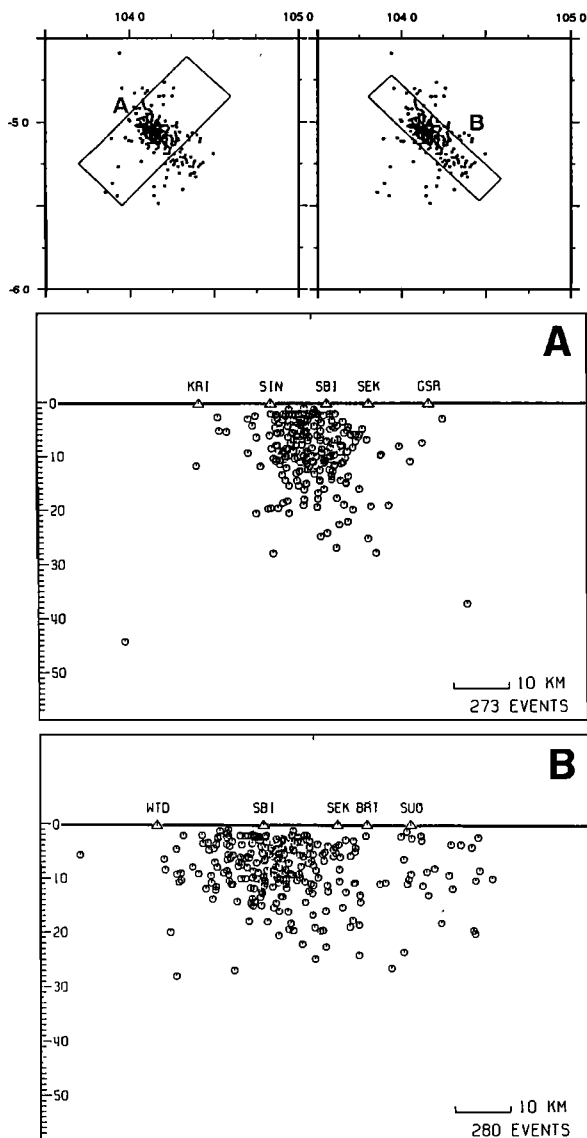 104.0 105.0 104.0 105.0
A B
-5.0
-6.0
A
KRI SIN SBI SEK GSR
0
10
20
30
40
50
10 KM
273 EVENTS
B
WTD SBI SEK BRT SUO
0
10
20
30
40
50
10 KM
280 EVENTS